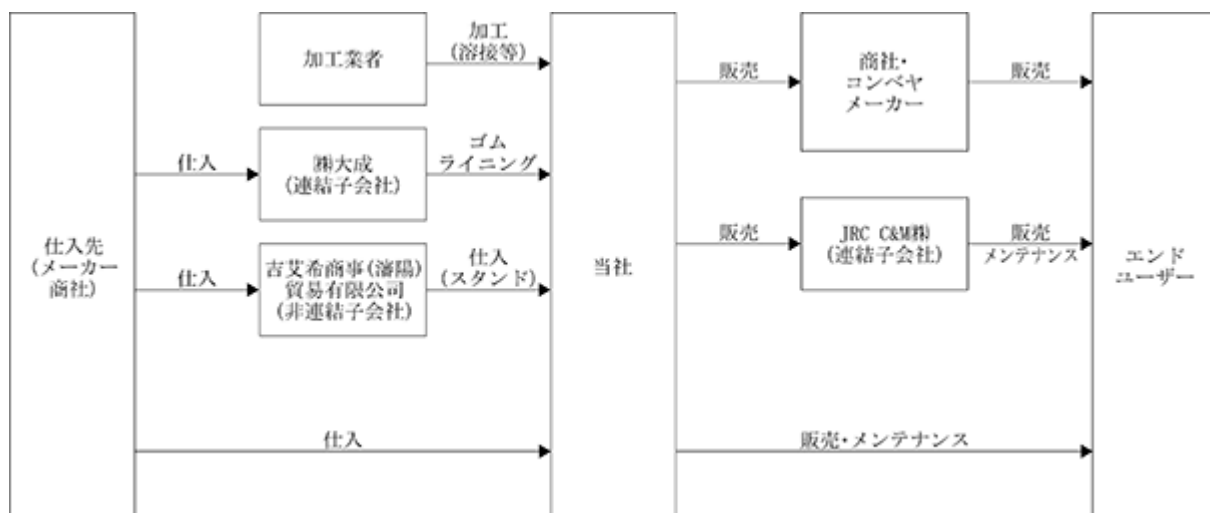 仕入先
(メーカー
商社)
加工業者
加工
(溶接等)
仕入
㈱大成
(連結子会社)
ゴム
ライニング
仕入
吉艾希商事(瀋陽)
貿易有限公司
(非連結子会社)
仕入
(スタンド)
仕入
当社
販売
商社・
コンベヤ
メーカー
販売
販売
JRC C&M㈱
(連結子会社)
販売
メンテナンス
販売・メンテナンス
エンド
ユーザー